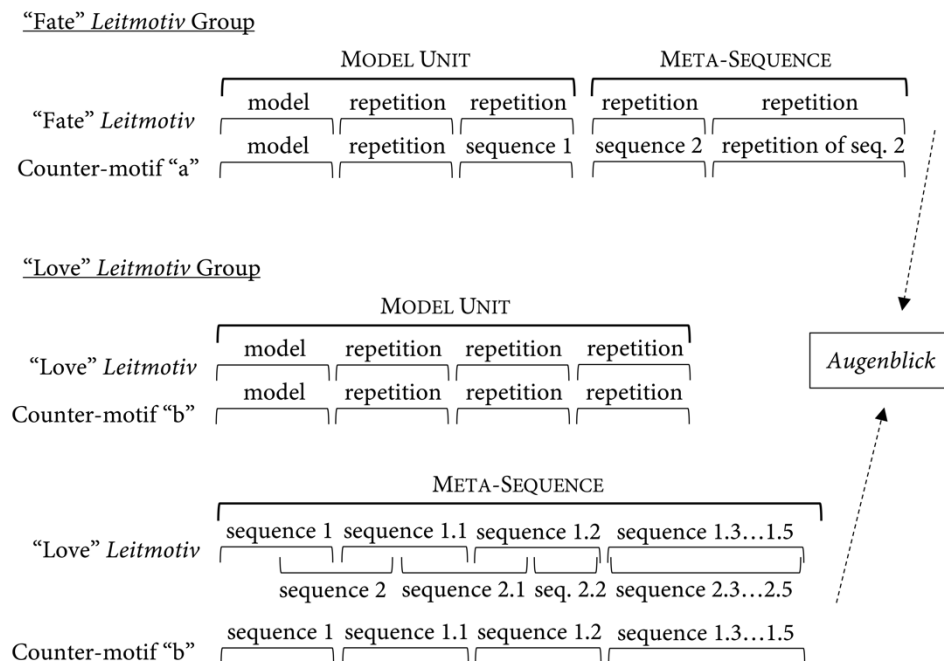 “Fate” Leitmotiv Group
MODEL UNIT META-SEQUENCE
model repetition repetition repetition repetition
“Fate” Leitmotiv
model repetition sequence 1 sequence 2 repetition of seq. 2
Counter-motif “a”
“Love” Leitmotiv Group
MODEL UNIT
model repetition repetition repetition
“Love” Leitmotiv
Augenblick
model repetition repetition repetition
Counter-motif “b”
META-SEQUENCE
sequence 1 sequence 1.1 sequence 1.2 sequence 1.3…1.5
“Love” Leitmotiv
sequence 2 sequence 2.1 seq. 2.2 sequence 2.3…2.5
sequence 1 sequence 1.1 sequence 1.2 sequence 1.3…1.5
Counter-motif “b”